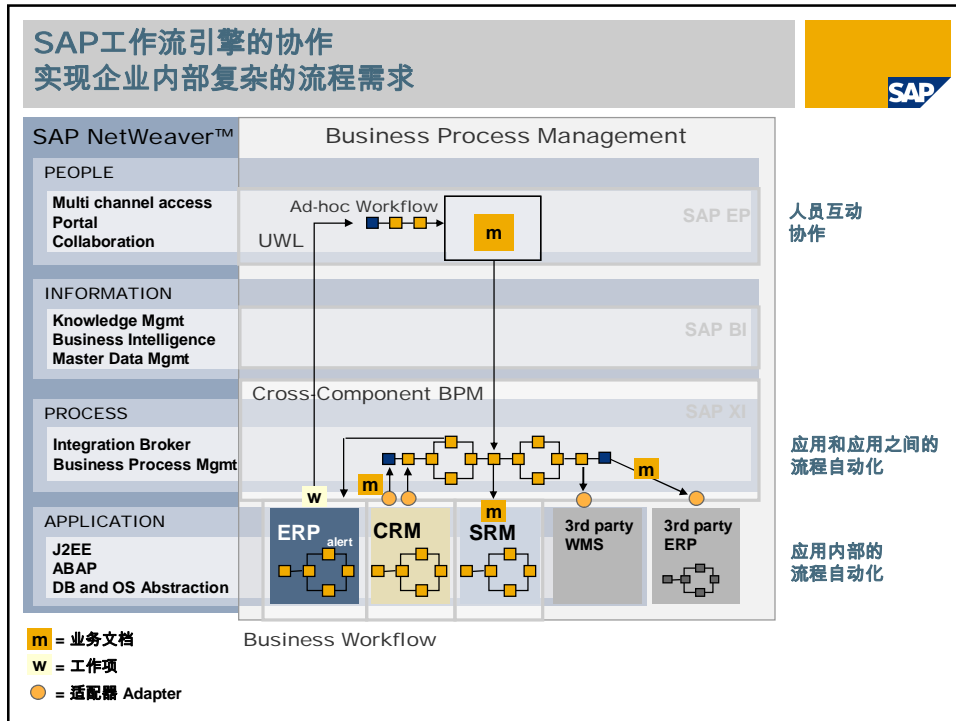 SAP工作流引擎的协作
实现企业内部复杂的流程需求
SAP
SAP NetWeaver™
Business Process Management
PEOPLE
Multi channel access
Portal
Collaboration
Ad-hoc Workflow
UWL
m
SAP EP
人员互动
协作
INFORMATION
Knowledge Mgmt
Business Intelligence
Master Data Mgmt
SAP BI
Cross-Component BPM
SAP XI
PROCESS
Integration Broker
Business Process Mgmt
应用和应用之间的
流程自动化
m
m
w
m
APPLICATION
J2EE
ABAP
DB and OS Abstraction
ERP
alert
CRM
SRM
3rd party
WMS
3rd party
ERP
应用内部的
流程自动化
Business Workflow
m = 业务文档
w = 工作项
= 适配器 Adapter